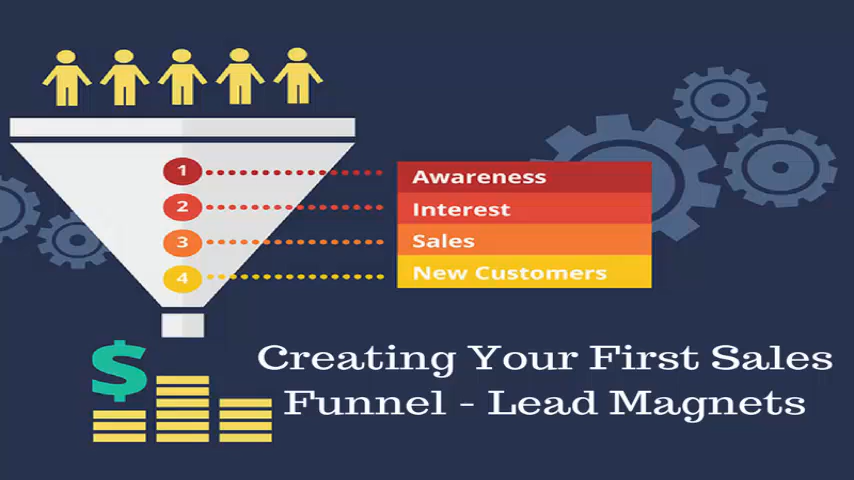 1 Awareness
2 Interest
3 Sales
4 New Customers
$
Creating Your First Sales
Funnel - Lead Magnets